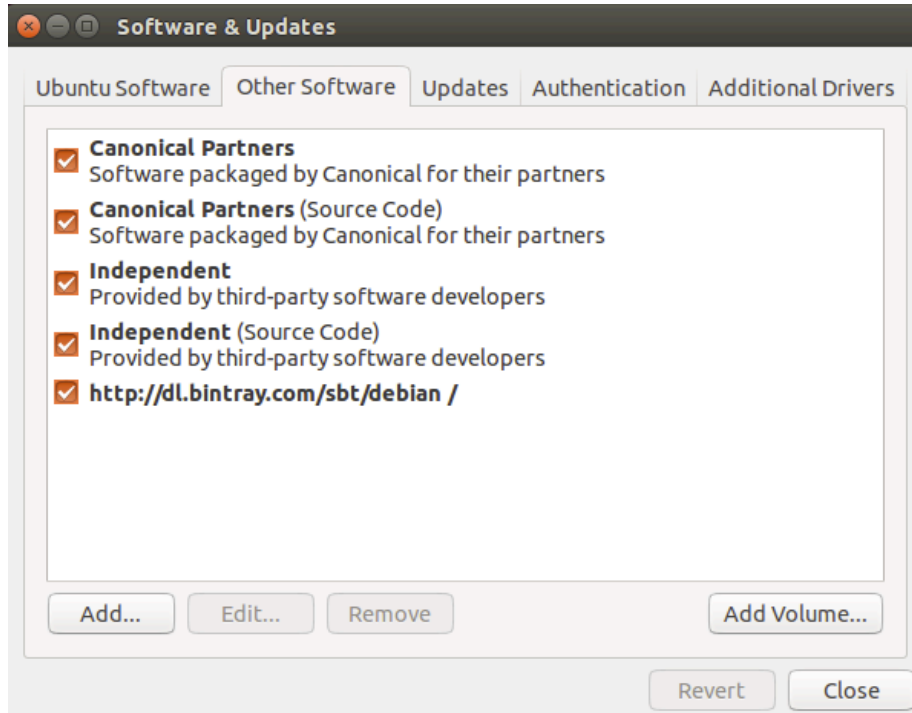 Software & Updates
Ubuntu Software Other Software Updates Authentication Additional Drivers
Canonical Partners
Software packaged by Canonical for their partners
Canonical Partners (Source Code)
Software packaged by Canonical for their partners
Independent
Provided by third-party software developers
Independent (Source Code)
Provided by third-party software developers
http://dl.bintray.com/sbt/debian /
Add... Edit... Remove Add Volume...
Revert Close